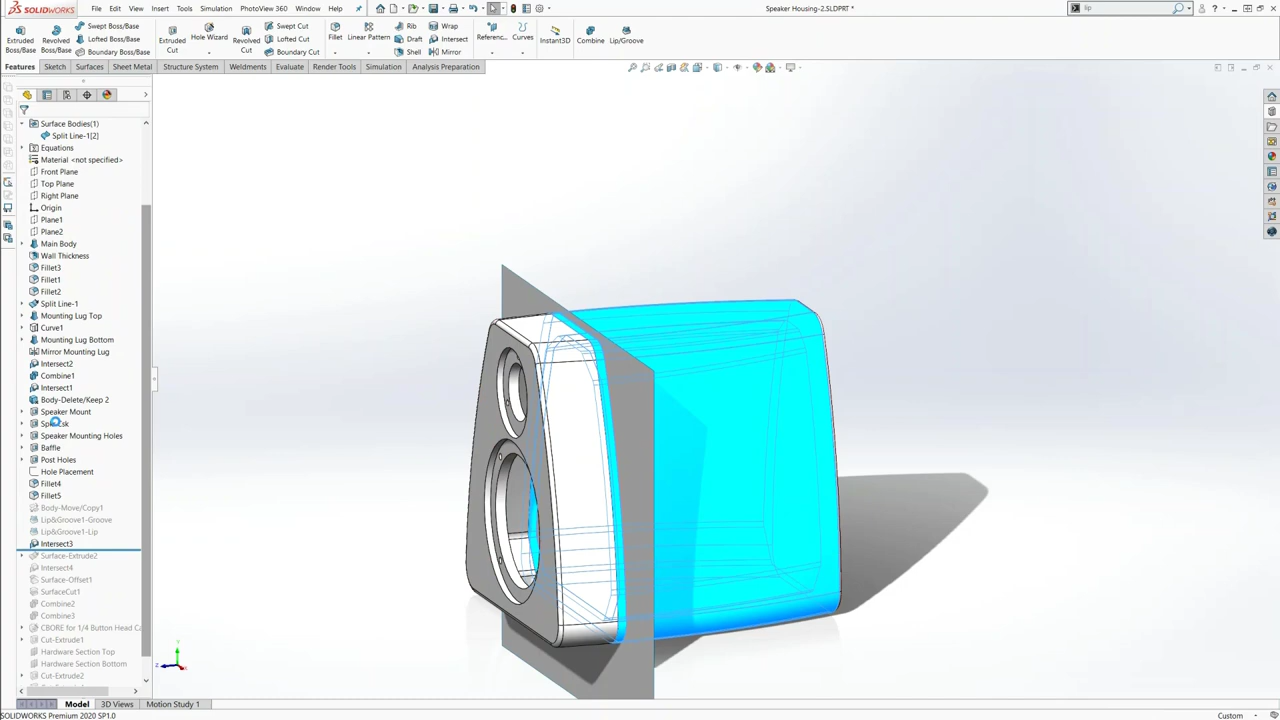 SOLIDWORKS File Edit View Insert Tools Simulation PhotoView 360 Window Help Speaker Housing-2.SLDPRT * lip
Extruded Boss/Base
Revolved Boss/Base
Swept Boss/Base
Lofted Boss/Base
Boundary Boss/Base
Extruded Cut
Hole Wizard
Revolved Cut
Swept Cut
Lofted Cut
Boundary Cut
Fillet
Linear Pattern
Rib
Draft
Shell
Wrap
Intersect
Mirror
Referenc...
Curves
Instant3D
Combine
Lip/Groove
Features Sketch Surfaces Sheet Metal Structure System Weldments Evaluate Render Tools Simulation Analysis Preparation
Surface Bodies(1)
Split Line-1[2]
Equations
Material <not specified>
Front Plane
Top Plane
Right Plane
Origin
Plane1
Plane2
Main Body
Wall Thickness
Fillet3
Fillet1
Fillet2
Split Line-1
Mounting Lug Top
Curve1
Mounting Lug Bottom
Mirror Mounting Lug
Intersect2
Combine1
Intersect1
Body-Delete/Keep 2
Speaker Mount
Speaker Mounting Holes
Baffle
Post Holes
Hole Placement
Fillet4
Fillet5
Body-Move/Copy1
Lip&Groove1-Groove
Lip&Groove1-Lip
Intersect3
Surface-Extrude2
Intersect4
Surface-Offset1
SurfaceCut1
Combine2
Combine3
CBORE for 1/4 Button Head Ca
Cut-Extrude1
Hardware Section Top
Hardware Section Bottom
Cut-Extrude2
Model 3D Views Motion Study 1
SOLIDWORKS Premium 2020 SP1.0 Custom